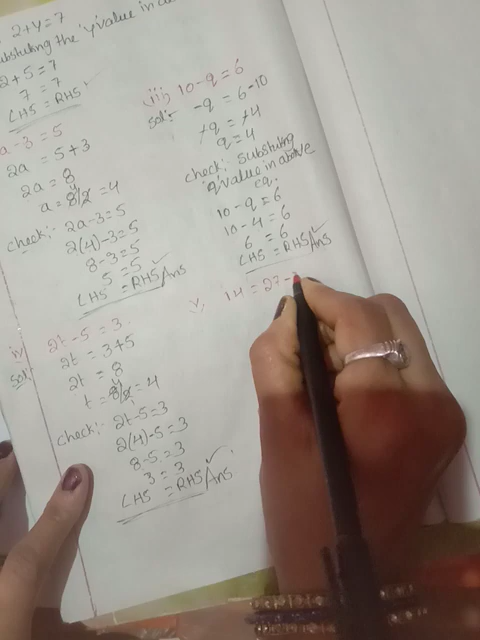 2+y=7
substuting the 'y' value in
2+5=7
7=7
LHS = RHS
a-3=5
2a=5+3
2a=8
a=8/2=4
check:- 2a-3=5
2(4)-3=5
8-3=5
5=5
LHS = RHS Ans
iv, 2t-5=3
sol:- 2t=3+5
2t=8
t=8/2=4
check:- 2t-5=3
2(4)-5=3
8-5=3
3=3
LHS = RHS Ans
iii, 10-q=6
sol:- -q=6-10
-q=-4
q=4
check: substuting
'q' value in above
eq.
10-q=6
10-4=6
6=6
LHS = RHS Ans
v, 14=27-